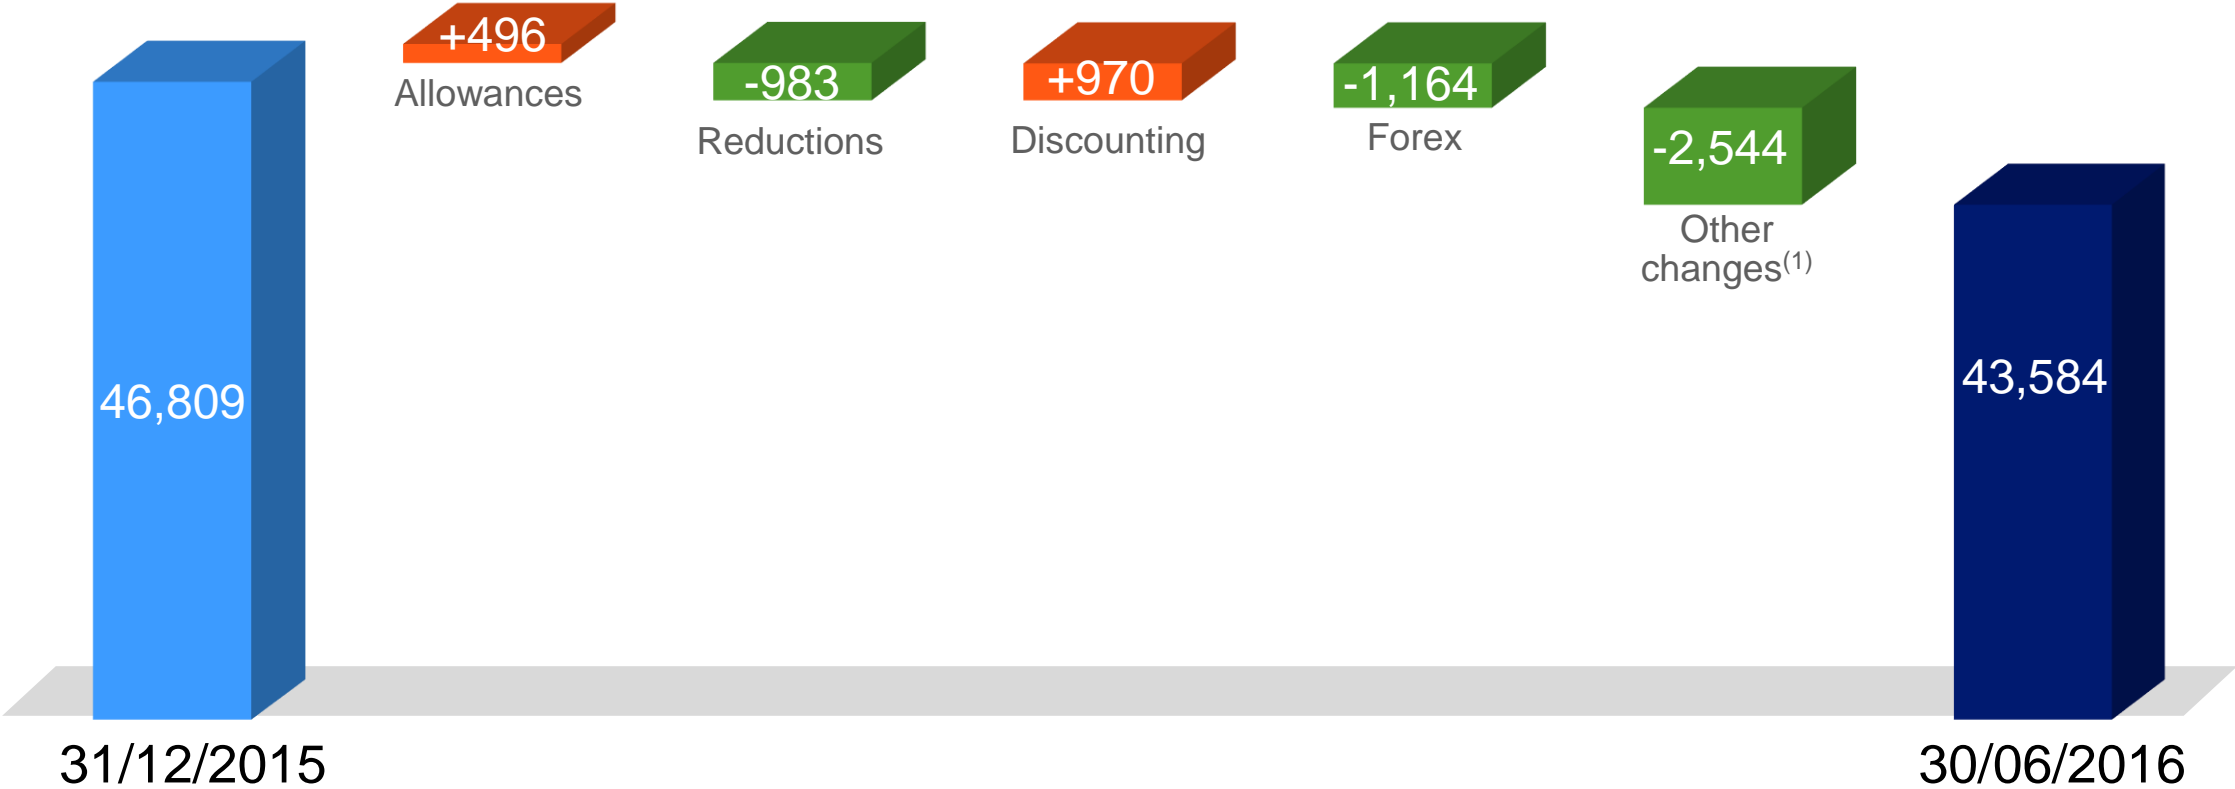 +496
Allowances
-983
Reductions
+970
Discounting
-1,164
Forex
-2,544
Other
changes(1)
46,809
43,584
31/12/2015
30/06/2016